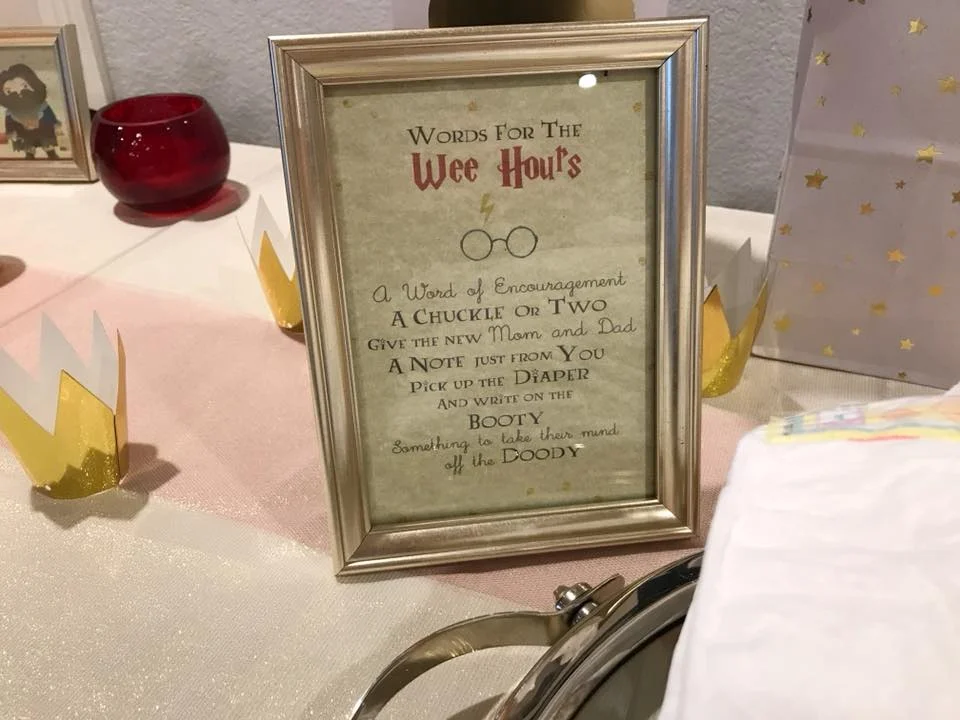 WORDS FOR THE
Wee Hours
A Word of Encouragement
A CHUCKLE OR TWO
GIVE THE NEW Mom and Dad
A NOTE JUST FROM YOU
PICK UP THE DIAPER
AND WRITE ON THE
BOOTY
Something to take their mind
off the DOODY